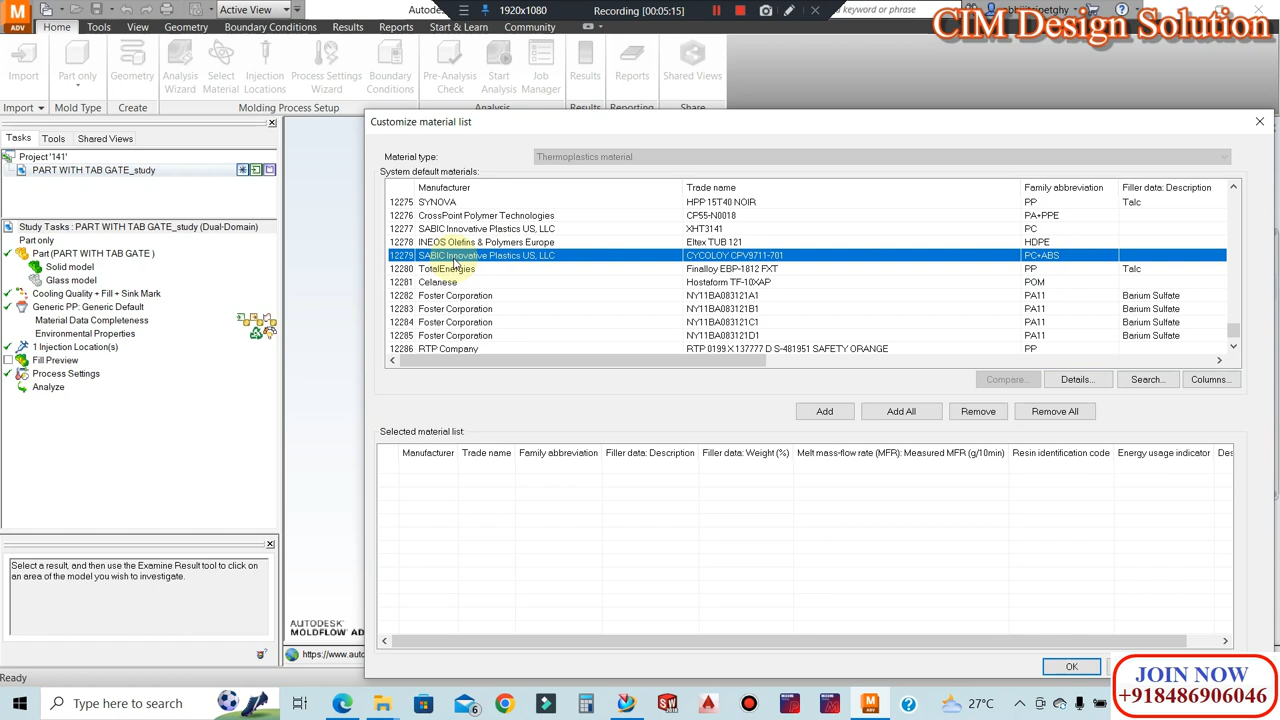 Active View
Autodes
1920x1080
Recording [00:05:15]
keyword or phrase
CIM Design Solution
MADV
Home
Tools
View
Geometry
Boundary Conditions
Results
Reports
Start & Learn
Community
Import
Part only
Geometry
Analysis Wizard
Select Material
Injection Locations
Process Settings Wizard
Boundary Conditions
Pre-Analysis Check
Start Analysis
Job Manager
Results
Reports
Shared Views
Import
Mold Type
Create
Molding Process Setup
Analysis
Results
Reporting
Share
Tasks
Tools
Shared Views
Project '141'
PART WITH TAB GATE_study
Study Tasks : PART WITH TAB GATE_study (Dual-Domain)
Part only
Part (PART WITH TAB GATE )
Solid model
Glass model
Cooling Quality + Fill + Sink Mark
Generic PP: Generic Default
Material Data Completeness
Environmental Properties
1 Injection Location(s)
Fill Preview
Process Settings
Analyze
Select a result, and then use the Examine Result tool to click on
an area of the model you wish to investigate.
Ready
AUTODESK
MOLDFLOW AD
https://www.auto
Customize material list
Material type:
Thermoplastics material
System default materials:
Manufacturer Trade name Family abbreviation Filler data: Description
12275 SYNOVA HPP 15T40 NOIR PP Talc
12276 CrossPoint Polymer Technologies CP55-N0018 PA+PPE
12277 SABIC Innovative Plastics US, LLC XHT3141 PC
12278 INEOS Olefins & Polymers Europe Eltex TUB 121 HDPE
12279 SABIC Innovative Plastics US, LLC CYCOLOY CPV9711-701 PC+ABS
12280 TotalEnergies Finalloy EBP-1812 FXT PP Talc
12281 Celanese Hostaform TF-10XAP POM
12282 Foster Corporation NY11BA083121A1 PA11 Barium Sulfate
12283 Foster Corporation NY11BA083121B1 PA11 Barium Sulfate
12284 Foster Corporation NY11BA083121C1 PA11 Barium Sulfate
12285 Foster Corporation NY11BA083121D1 PA11 Barium Sulfate
12286 RTP Company RTP 0199 X 137777 D S-481951 SAFETY ORANGE PP
Compare...
Details...
Search...
Columns...
Add
Add All
Remove
Remove All
Selected material list:
Manufacturer Trade name Family abbreviation Filler data: Description Filler data: Weight (%) Melt mass-flow rate (MFR): Measured MFR (g/10min) Resin identification code Energy usage indicator Des
OK
JOIN NOW
+918486906046
Type here to search
27°C